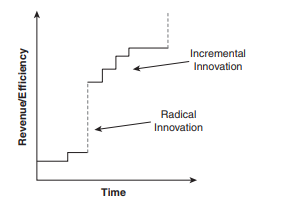 Revenue/Efficiency
Incremental
Innovation
Radical
Innovation
Time